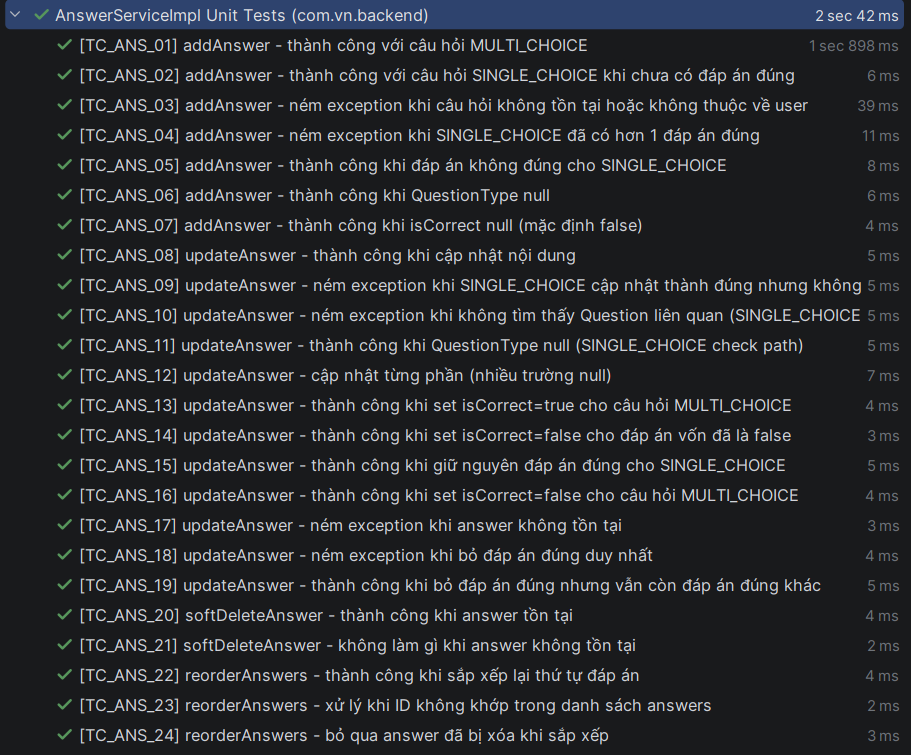 AnswerServiceImpl Unit Tests (com.vn.backend) 2 sec 42 ms
[TC_ANS_01] addAnswer - thành công với câu hỏi MULTI_CHOICE 1 sec 898 ms
[TC_ANS_02] addAnswer - thành công với câu hỏi SINGLE_CHOICE khi chưa có đáp án đúng 6 ms
[TC_ANS_03] addAnswer - ném exception khi câu hỏi không tồn tại hoặc không thuộc về user 39 ms
[TC_ANS_04] addAnswer - ném exception khi SINGLE_CHOICE đã có hơn 1 đáp án đúng 11 ms
[TC_ANS_05] addAnswer - thành công khi đáp án không đúng cho SINGLE_CHOICE 8 ms
[TC_ANS_06] addAnswer - thành công khi QuestionType null 6 ms
[TC_ANS_07] addAnswer - thành công khi isCorrect null (mặc định false) 4 ms
[TC_ANS_08] updateAnswer - thành công khi cập nhật nội dung 5 ms
[TC_ANS_09] updateAnswer - ném exception khi SINGLE_CHOICE cập nhật thành đúng nhưng không 5 ms
[TC_ANS_10] updateAnswer - ném exception khi không tìm thấy Question liên quan (SINGLE_CHOICE 5 ms
[TC_ANS_11] updateAnswer - thành công khi QuestionType null (SINGLE_CHOICE check path) 5 ms
[TC_ANS_12] updateAnswer - cập nhật từng phần (nhiều trường null) 7 ms
[TC_ANS_13] updateAnswer - thành công khi set isCorrect=true cho câu hỏi MULTI_CHOICE 4 ms
[TC_ANS_14] updateAnswer - thành công khi set isCorrect=false cho đáp án vốn đã là false 3 ms
[TC_ANS_15] updateAnswer - thành công khi giữ nguyên đáp án đúng cho SINGLE_CHOICE 5 ms
[TC_ANS_16] updateAnswer - thành công khi set isCorrect=false cho câu hỏi MULTI_CHOICE 4 ms
[TC_ANS_17] updateAnswer - ném exception khi answer không tồn tại 3 ms
[TC_ANS_18] updateAnswer - ném exception khi bỏ đáp án đúng duy nhất 4 ms
[TC_ANS_19] updateAnswer - thành công khi bỏ đáp án đúng nhưng vẫn còn đáp án đúng khác 5 ms
[TC_ANS_20] softDeleteAnswer - thành công khi answer tồn tại 4 ms
[TC_ANS_21] softDeleteAnswer - không làm gì khi answer không tồn tại 2 ms
[TC_ANS_22] reorderAnswers - thành công khi sắp xếp lại thứ tự đáp án 4 ms
[TC_ANS_23] reorderAnswers - xử lý khi ID không khớp trong danh sách answers 2 ms
[TC_ANS_24] reorderAnswers - bỏ qua answer đã bị xóa khi sắp xếp 3 ms